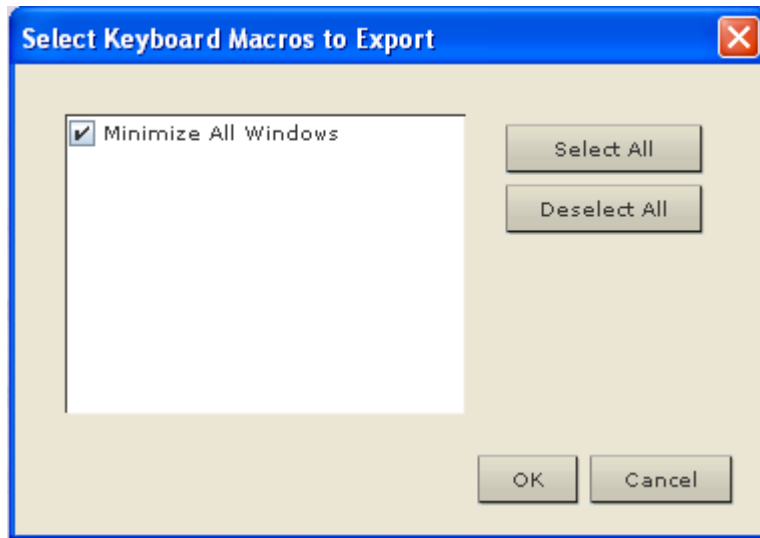 Select Keyboard Macros to Export
Minimize All Windows
Select All
Deselect All
OK
Cancel